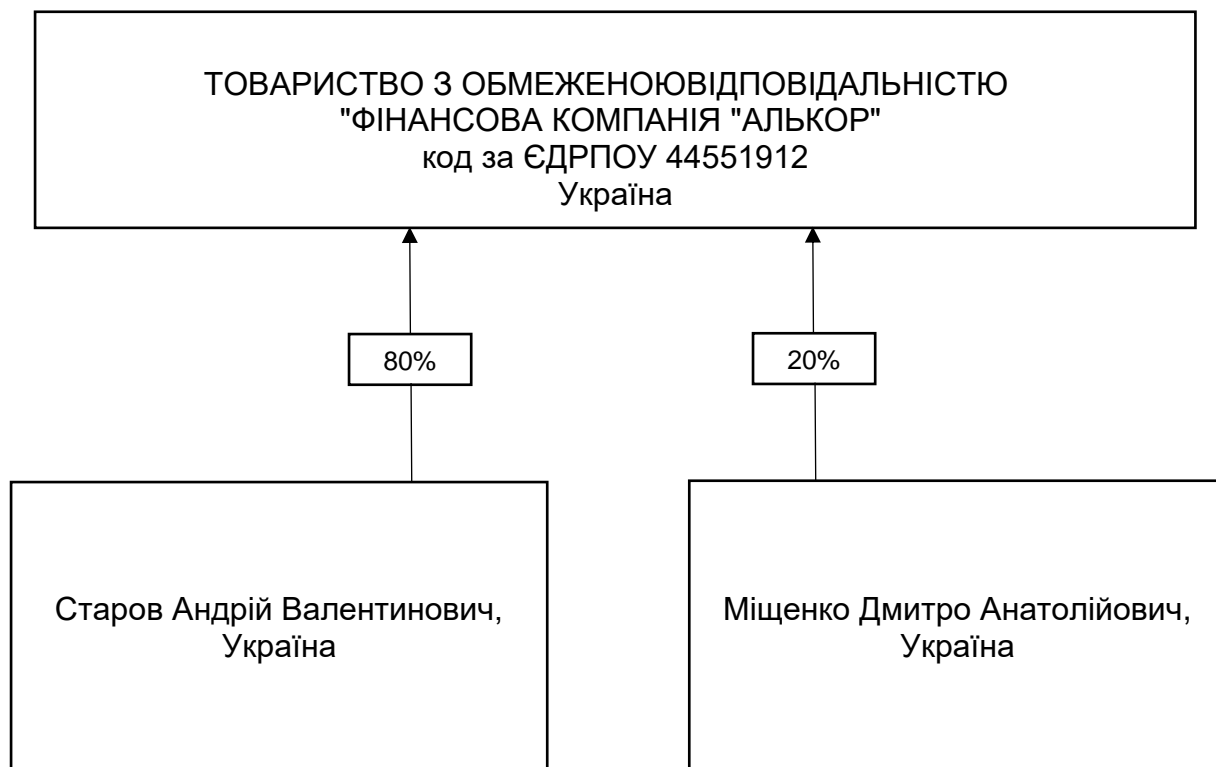 ТОВАРИСТВО З ОБМЕЖЕНОЮВІДПОВІДАЛЬНІСТЮ
"ФІНАНСОВА КОМПАНІЯ "АЛЬКОР"
код за ЄДРПОУ 44551912
Україна
80%
20%
Старов Андрій Валентинович,
Україна
Міщенко Дмитро Анатолійович,
Україна